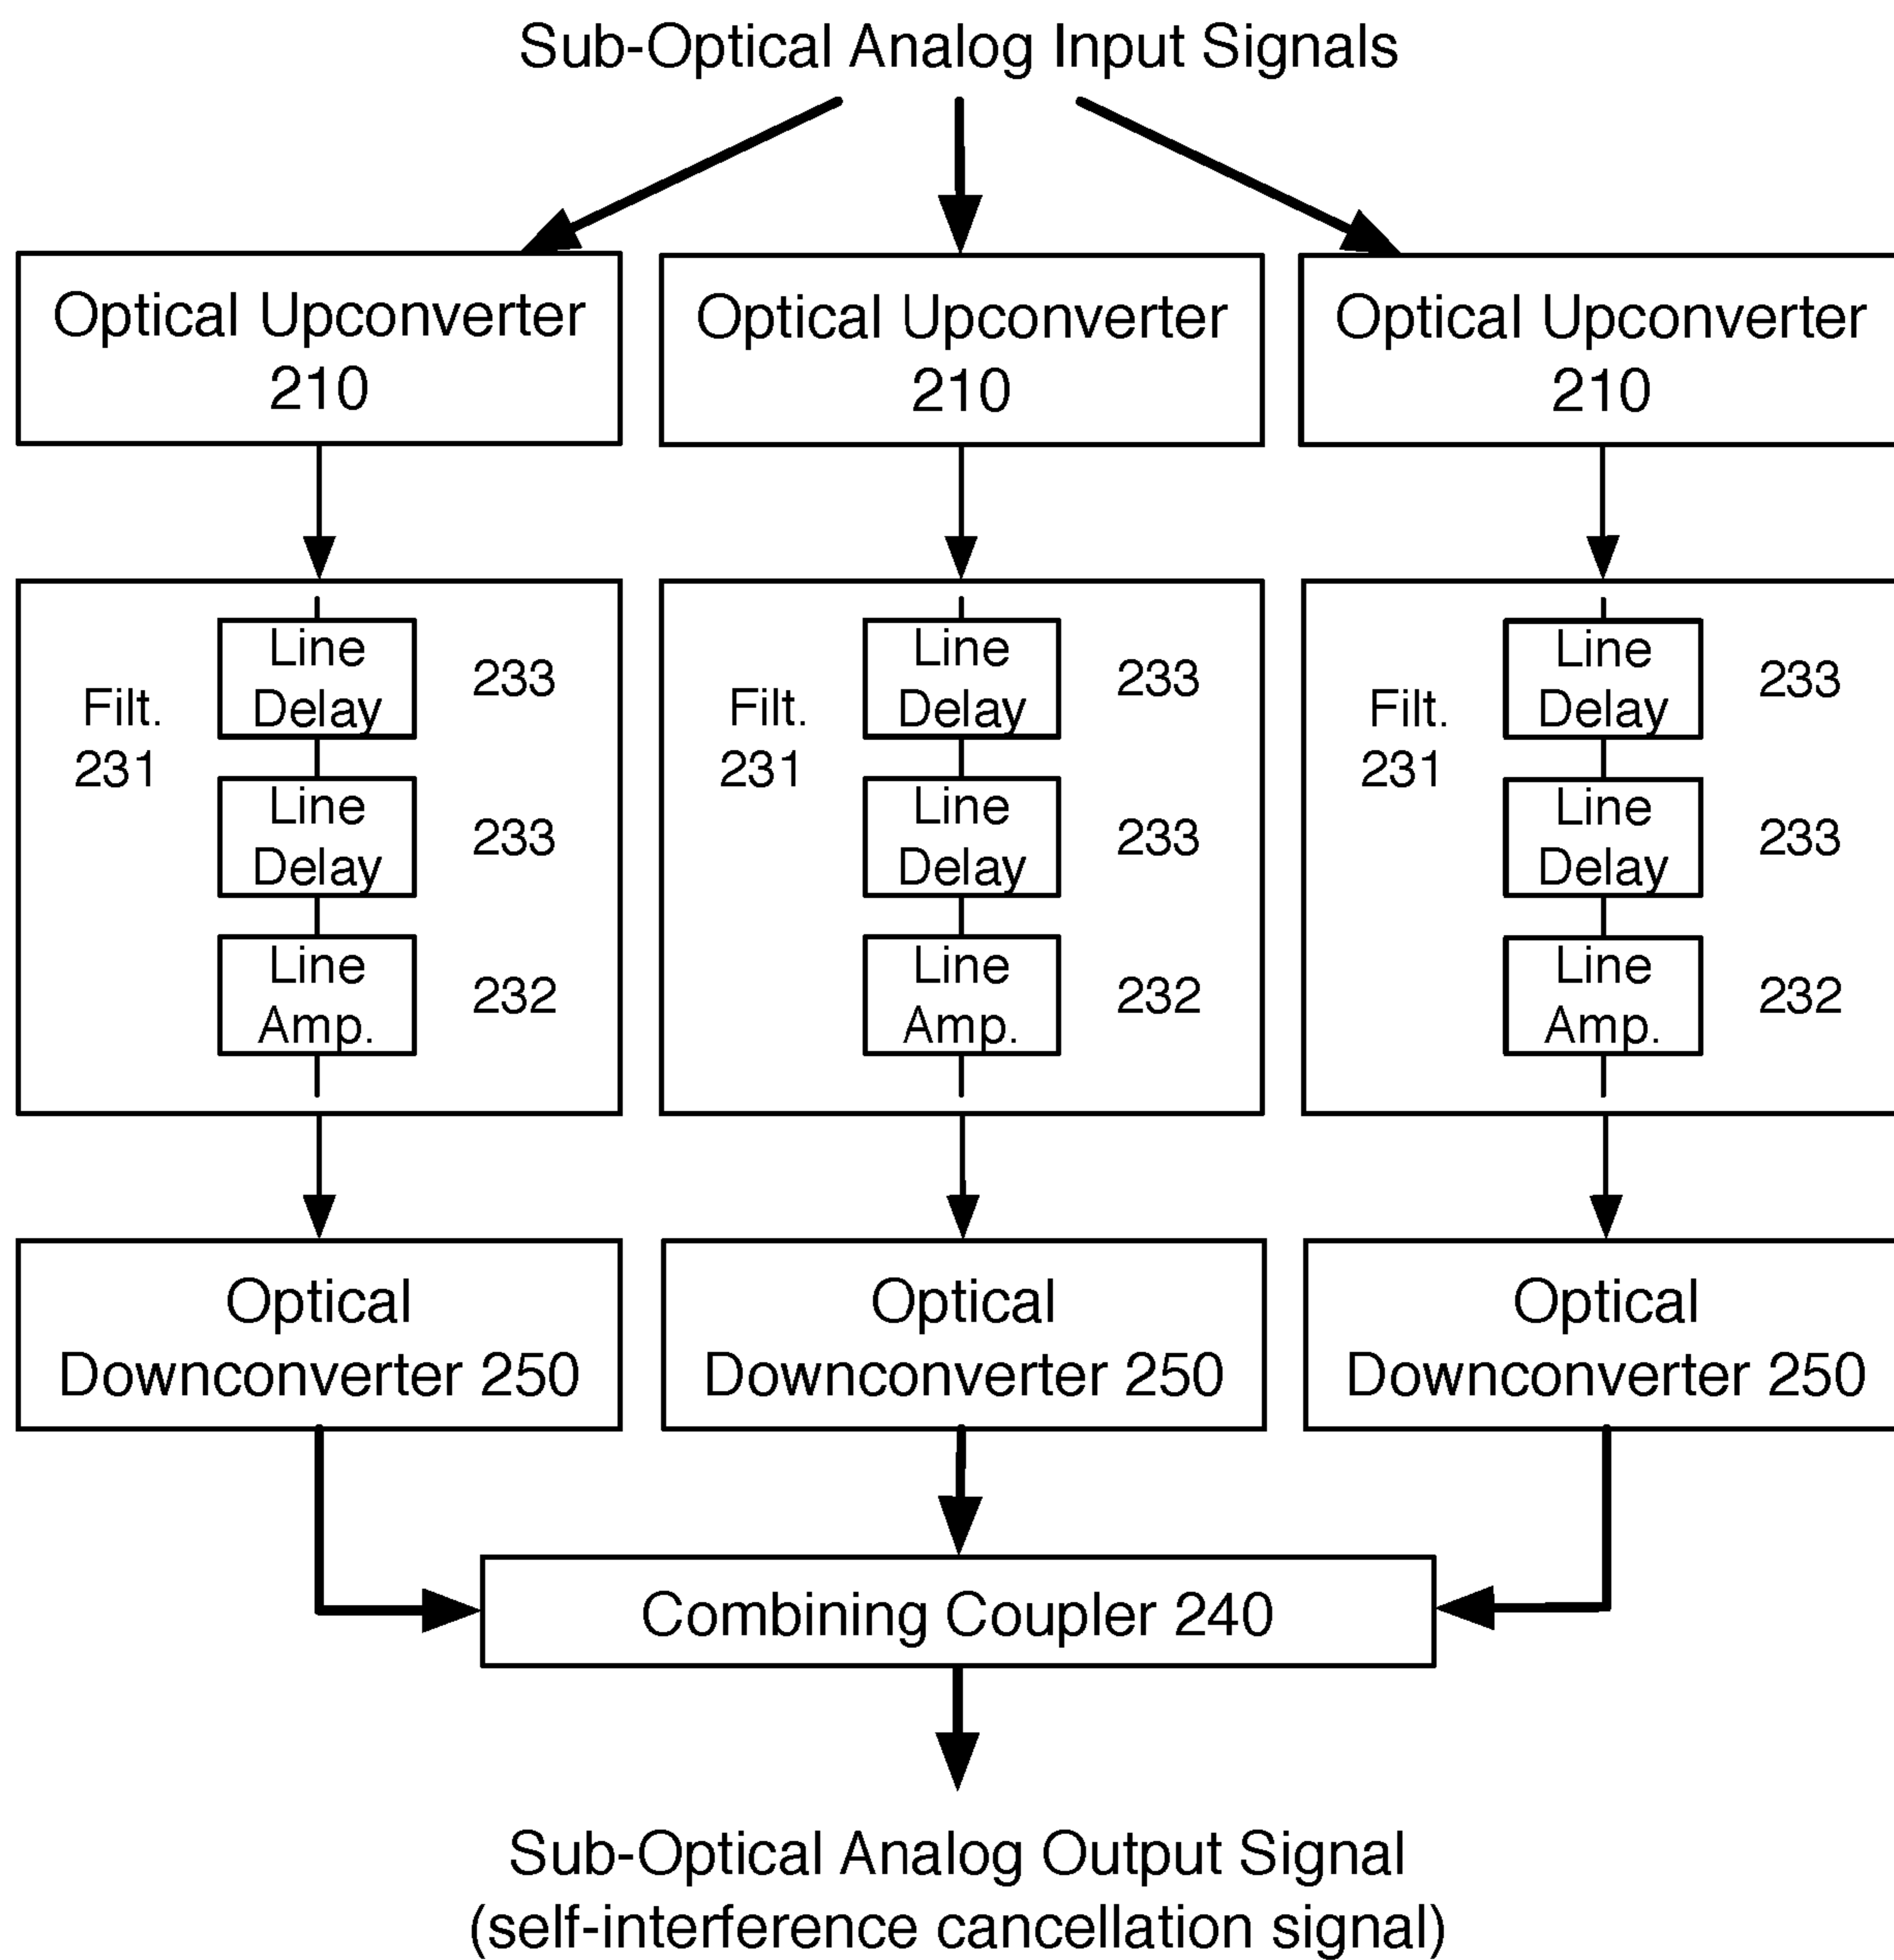 Sub-Optical Analog Input Signals
Optical Upconverter
210
Optical Upconverter
210
Optical Upconverter
210
Filt.
231
Line
Delay
233
Line
Delay
233
Line
Amp.
232
Filt.
231
Line
Delay
233
Line
Delay
233
Line
Amp.
232
Filt.
231
Line
Delay
233
Line
Delay
233
Line
Amp.
232
Optical
Downconverter 250
Optical
Downconverter 250
Optical
Downconverter 250
Combining Coupler 240
Sub-Optical Analog Output Signal
(self-interference cancellation signal)